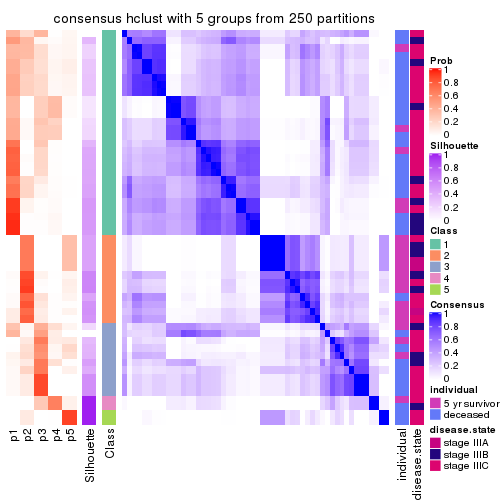 consensus hclust with 5 groups from 250 partitions
Prob
1
0.8
0.6
0.4
0.2
0
Silhouette
1
0.8
0.6
0.4
0.2
0
Class
1
2
3
4
5
Consensus
1
0.8
0.6
0.4
0.2
0
individual
5 yr survivor
deceased
disease.state
stage IIIA
stage IIIB
stage IIIC
p1
p2
p3
p4
p5
Silhouette
Class
individual
disease.state